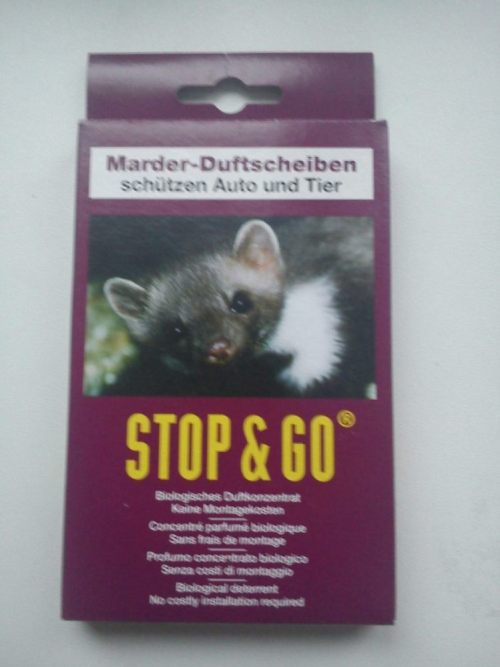 Marder-Duftscheiben
schützen Auto und Tier
STOP & GO®
Biologisches Duftkonzentrat
Keine Montagekosten
Concentré parfumé biologique
Sans frais de montage
Profumo concentrato biologico
Senza costi di montaggio
Biological deterrent
No costly installation required